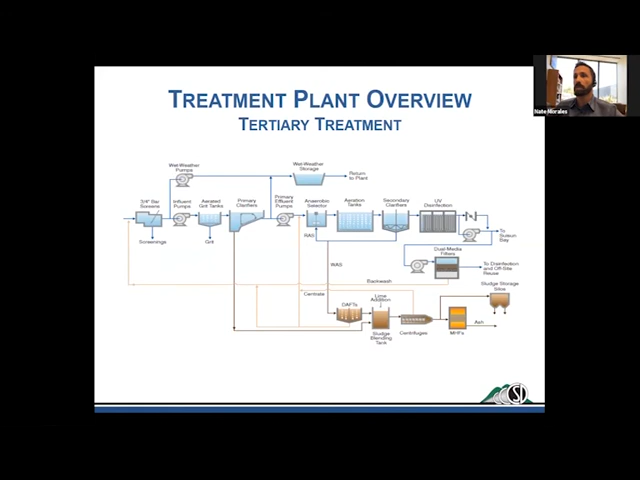 Nate Morales
TREATMENT PLANT OVERVIEW
TERTIARY TREATMENT
Wet-Weather
Pumps
Wet-Weather
Storage
Return
to Plant
3/4" Bar
Screens
Influent
Pumps
Aerated
Grit Tanks
Primary
Clarifiers
Primary
Effluent
Pumps
Anaerobic
Selector
Aeration
Tanks
Secondary
Clarifiers
UV
Disinfection
Screenings
Grit
RAS
To
Suisun
Bay
WAS
Dual-Media
Filters
To Disinfection
and Off-Site
Reuse
Backwash
Centrate
DAFTs
Lime
Addition
Sludge Storage
Silos
Sludge
Blending
Tank
Centrifuges
MHFs
Ash